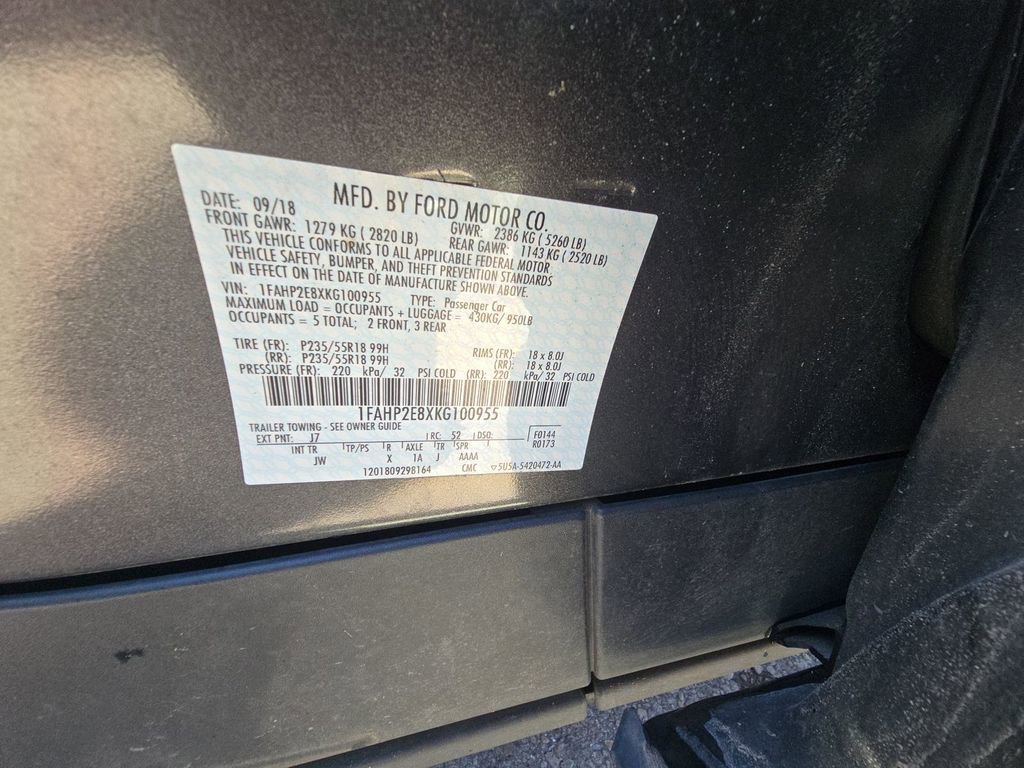 MFD. BY FORD MOTOR CO.
DATE: 09/18 GVWR: 2386 KG ( 5260 LB)
FRONT GAWR: 1279 KG ( 2820 LB) REAR GAWR: 1143 KG ( 2520 LB)
THIS VEHICLE CONFORMS TO ALL APPLICABLE FEDERAL MOTOR
VEHICLE SAFETY, BUMPER, AND THEFT PREVENTION STANDARDS
IN EFFECT ON THE DATE OF MANUFACTURE SHOWN ABOVE.
VIN: 1FAHP2E8XKG100955 TYPE: Passenger Car
MAXIMUM LOAD = OCCUPANTS + LUGGAGE = 430KG/ 950LB
OCCUPANTS = 5 TOTAL; 2 FRONT, 3 REAR
TIRE (FR): P235/55R18 99H RIMS (FR): 18 x 8.0J
(RR): P235/55R18 99H (RR): 18 x 8.0J
PRESSURE (FR): 220 kPa/ 32 PSI COLD (RR): 220 kPa/ 32 PSI COLD
1FAHP2E8XKG100955
TRAILER TOWING - SEE OWNER GUIDE
EXT PNT: J7 RC: 52 DSO: F0144
INT TR TP/PS R AXLE TR SPR R0173
JW X 1A J AAAA
1201809298164 CMC ▽5U5A-5420472-AA